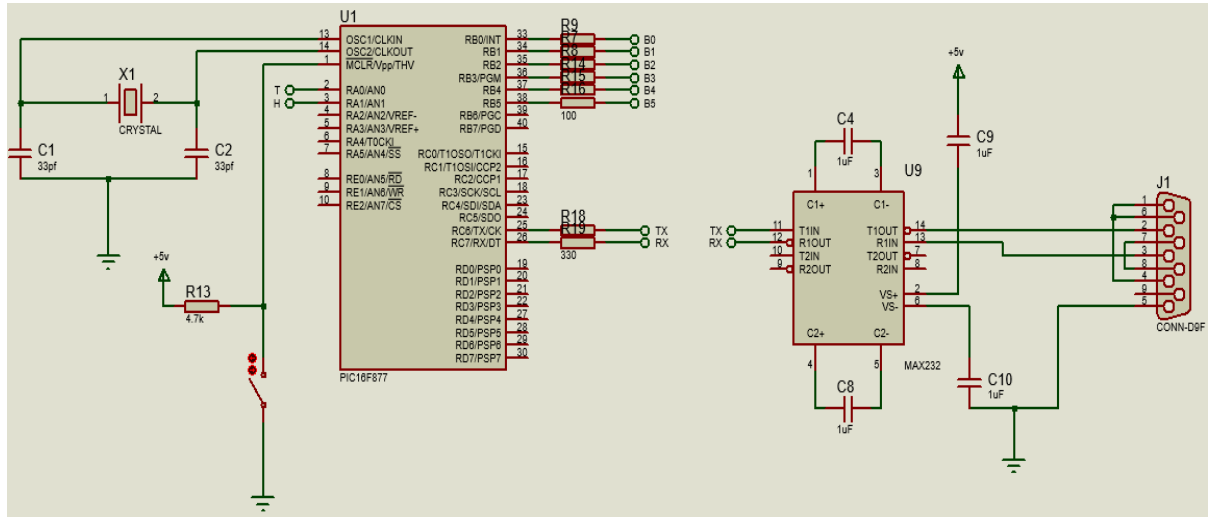 U1
13 OSC1/CLKIN
14 OSC2/CLKOUT
1 MCLR/Vpp/THV
T 2 RA0/AN0
H 3 RA1/AN1
4 RA2/AN2/VREF-
5 RA3/AN3/VREF+
6 RA4/T0CKI
7 RA5/AN4/SS
8 RE0/AN5/RD
9 RE1/AN6/WR
10 RE2/AN7/CS
RB0/INT 33 R9 B0
RB1 34 R7 B1
RB2 35 R8 B2
RB3/PGM 36 R14 B3
RB4 37 R15 B4
RB5 38 R16 B5
100
RB6/PGC 39
RB7/PGD 40
RC0/T1OSO/T1CKI 15
RC1/T1OSI/CCP2 16
RC2/CCP1 17
RC3/SCK/SCL 18
RC4/SDI/SDA 23
RC5/SDO 24
RC6/TX/CK 25 R18 TX
RC7/RX/DT 26 R19 RX
330
RD0/PSP0 19
RD1/PSP1 20
RD2/PSP2 21
RD3/PSP3 22
RD4/PSP4 27
RD5/PSP5 28
RD6/PSP6 29
RD7/PSP7 30
PIC16F877
X1
1 2
CRYSTAL
C1
33pf
C2
33pf
+5v
R13
4.7k
+5v
C9
1uF
C4
1uF
U9
1 3
C1+ C1-
TX 11 T1IN
RX 12 R1OUT
10 T2IN
9 R2OUT
T1OUT 14
R1IN 13
T2OUT 7
R2IN 8
VS+ 2
VS- 6
C2+ C2-
4 5
MAX232
C8
1uF
C10
1uF
J1
1
6
2
7
3
8
4
9
5
CONN-D9F